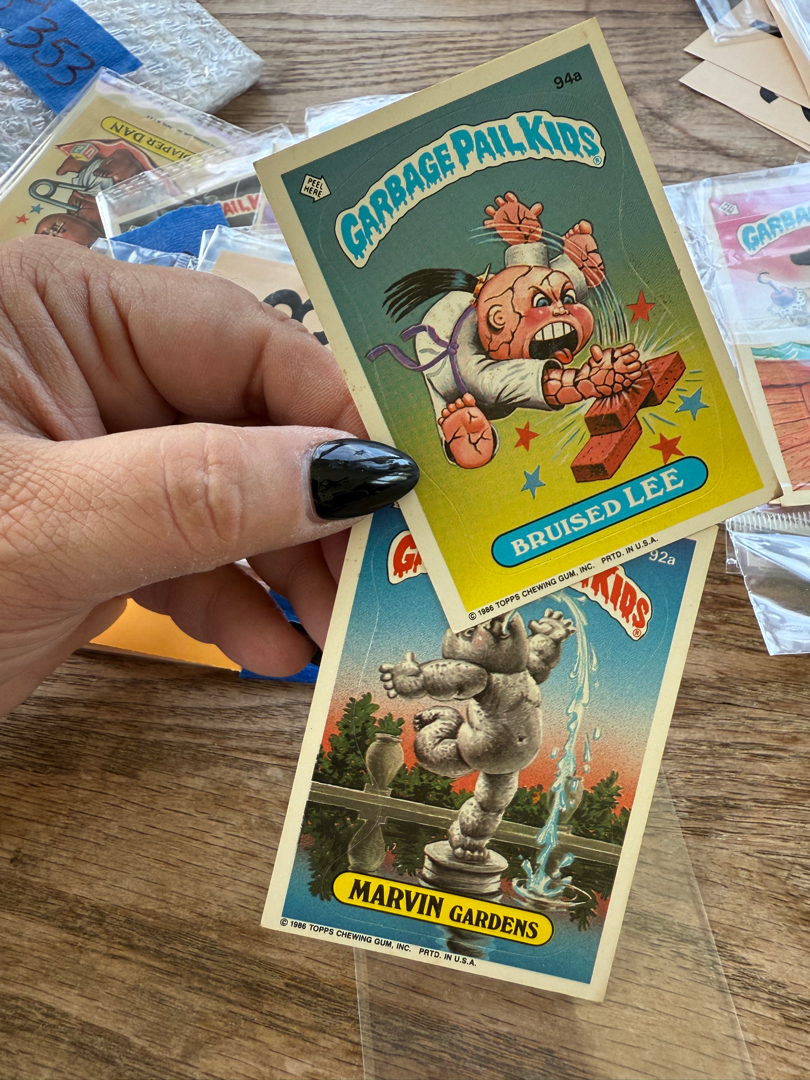 353
DIAPER DAN
94a
PEEL HERE
GARBAGE PAIL KIDS®
BRUISED LEE
© 1986 TOPPS CHEWING GUM, INC. PRTD. IN U.S.A.
92a
KIDS®
MARVIN GARDENS
© 1986 TOPPS CHEWING GUM, INC. PRTD. IN U.S.A.